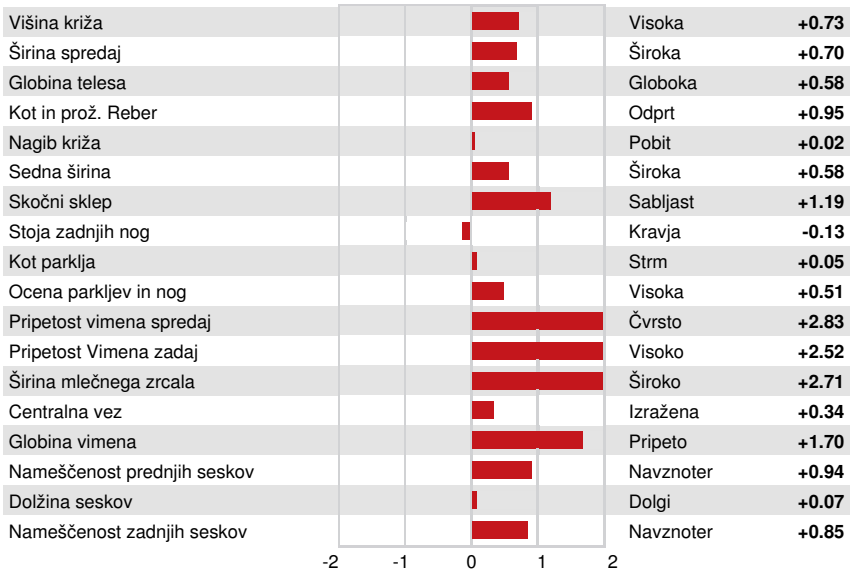 Višina križa Visoka +0.73
Širina spredaj Široka +0.70
Globina telesa Globoka +0.58
Kot in prož. Reber Odprt +0.95
Nagib križa Pobit +0.02
Sedna širina Široka +0.58
Skočni sklep Sabljast +1.19
Stoja zadnjih nog Kravja -0.13
Kot parklja Strm +0.05
Ocena parkljev in nog Visoka +0.51
Pripetost vimena spredaj Čvrsto +2.83
Pripetost Vimena zadaj Visoko +2.52
Širina mlečnega zrcala Široko +2.71
Centralna vez Izražena +0.34
Globina vimena Pripeto +1.70
Nameščenost prednjih seskov Navznoter +0.94
Dolžina seskov Dolgi +0.07
Nameščenost zadnjih seskov Navznoter +0.85
-2 -1 0 1 2